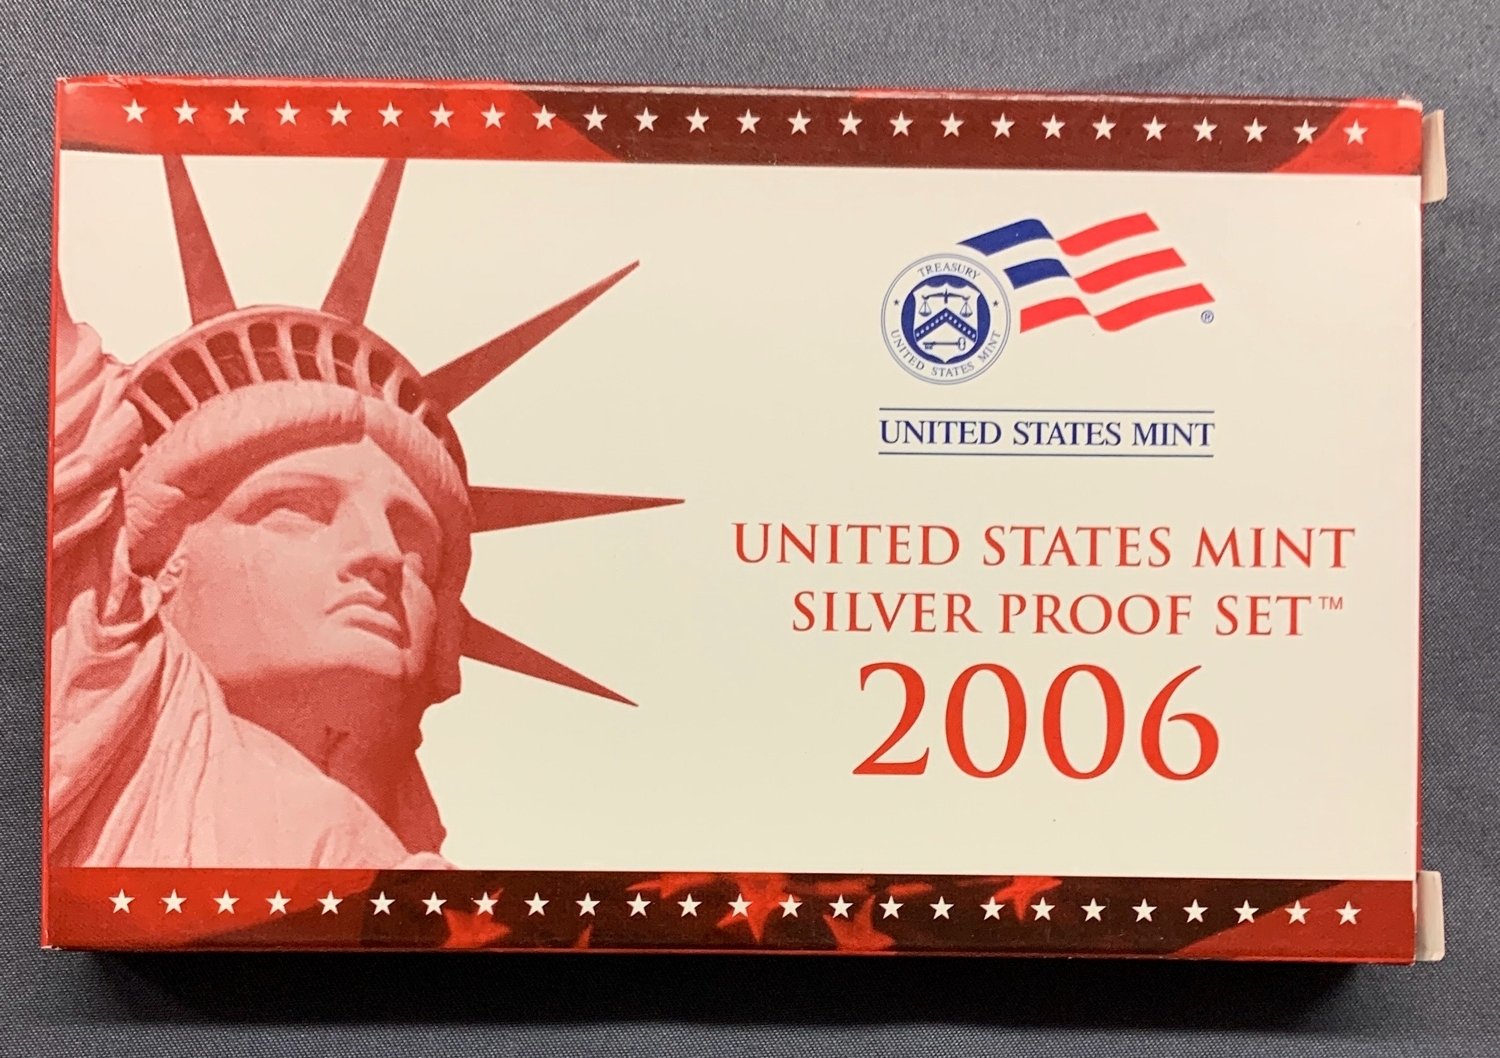 TREASURY
UNITED STATES MINT
®
UNITED STATES MINT
UNITED STATES MINT
SILVER PROOF SET™
2006